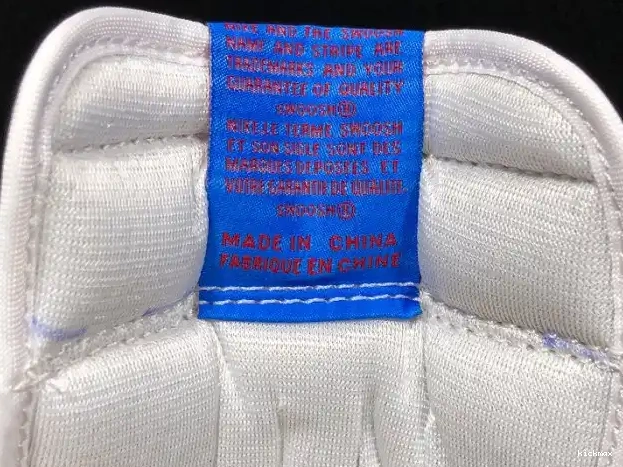 NIKE AND THE SWOOSH
NAME AND STRIPE ARE
TRADEMARKS AND YOUR
GUARANTEE OF QUALITY
SWOOSH®
NIKE LE TERME SWOOSH
ET SON SIGLE SONT DES
MARQUES DEPOSEES ET
VOTRE GARANTIE DE QUALITE
SWOOSH®
MADE IN CHINA
FABRIQUE EN CHINE
kickmax